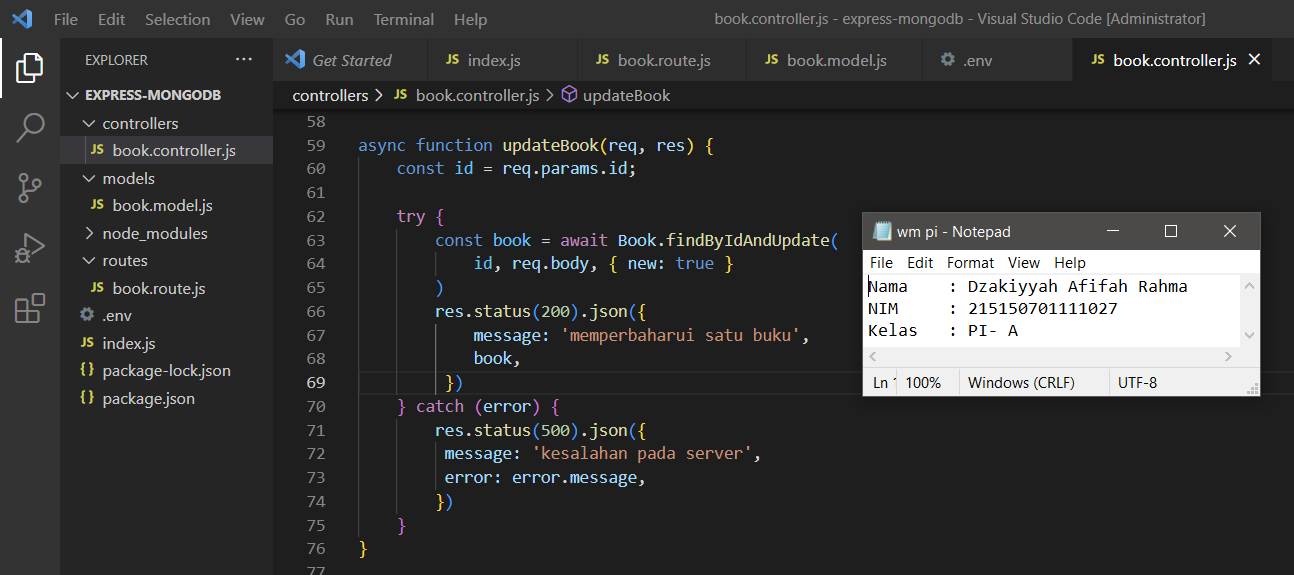 File Edit Selection View Go Run Terminal Help book.controller.js - express-mongodb - Visual Studio Code [Administrator]
EXPLORER ···
Get Started JS index.js JS book.route.js JS book.model.js .env JS book.controller.js
EXPRESS-MONGODB
controllers
JS book.controller.js
models
JS book.model.js
node_modules
routes
JS book.route.js
.env
JS index.js
{} package-lock.json
{} package.json
controllers > JS book.controller.js > updateBook
58
59 async function updateBook(req, res) {
60     const id = req.params.id;
61
62     try {
63         const book = await Book.findByIdAndUpdate(
64             id, req.body, { new: true }
65         )
66         res.status(200).json({
67             message: 'memperbaharui satu buku',
68             book,
69          })
70     } catch (error) {
71         res.status(500).json({
72          message: 'kesalahan pada server',
73          error: error.message,
74         })
75     }
76 }
77
wm pi - Notepad
File Edit Format View Help
Nama    : Dzakiyyah Afifah Rahma
NIM     : 215150701111027
Kelas   : PI- A
Ln 100% Windows (CRLF) UTF-8